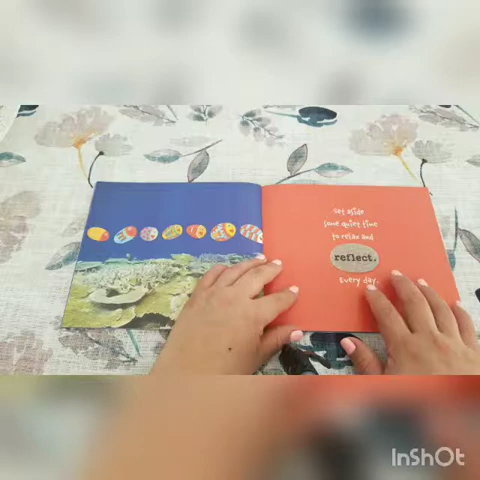 set aside
some quiet time
to relax and
reflect.
every day.
InShOt